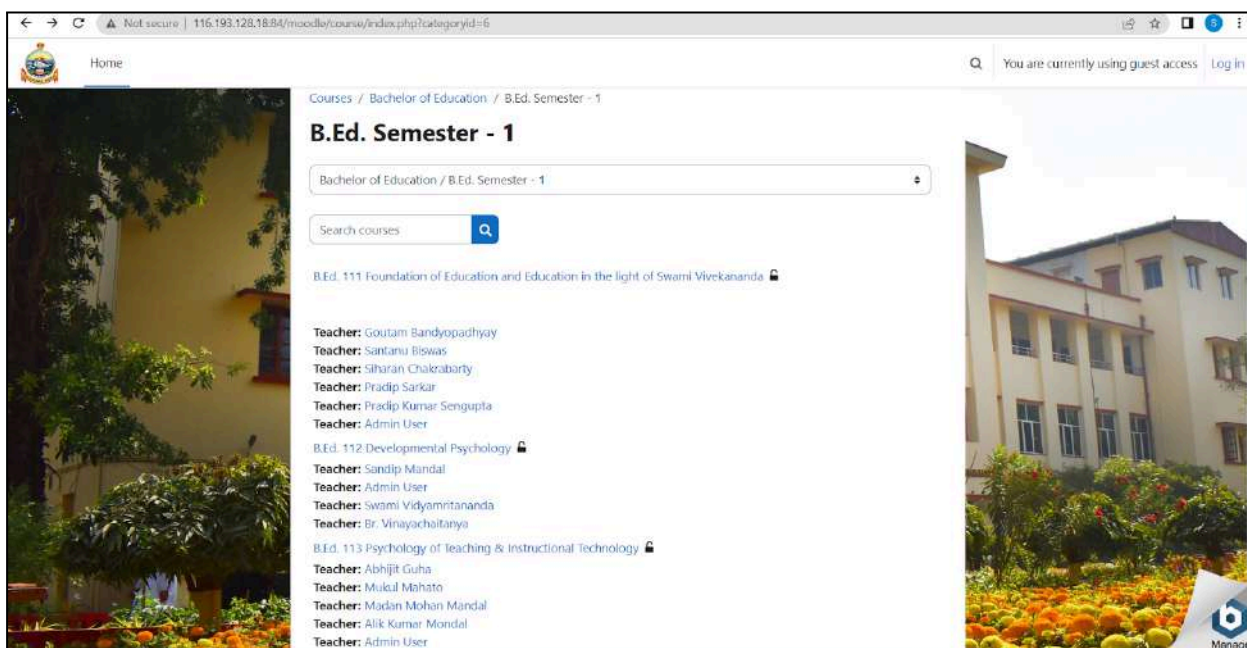 Not secure | 116.193.128.18:84/moodle/course/index.php?categoryid=6
Home
You are currently using guest access Log in
Courses / Bachelor of Education / B.Ed. Semester - 1
B.Ed. Semester - 1
Bachelor of Education / B.Ed. Semester - 1
Search courses
B.Ed. 111 Foundation of Education and Education in the light of Swami Vivekananda
Teacher: Goutam Bandyopadhyay
Teacher: Santanu Biswas
Teacher: Siharan Chakrabarty
Teacher: Pradip Sarkar
Teacher: Pradip Kumar Sengupta
Teacher: Admin User
B.Ed. 112 Developmental Psychology
Teacher: Sandip Mandal
Teacher: Admin User
Teacher: Swami Vidyamritananda
Teacher: Br. Vinayachaitanya
B.Ed. 113 Psychology of Teaching & Instructional Technology
Teacher: Abhijit Guha
Teacher: Mukul Mahato
Teacher: Madan Mohan Mandal
Teacher: Alik Kumar Mondal
Teacher: Admin User